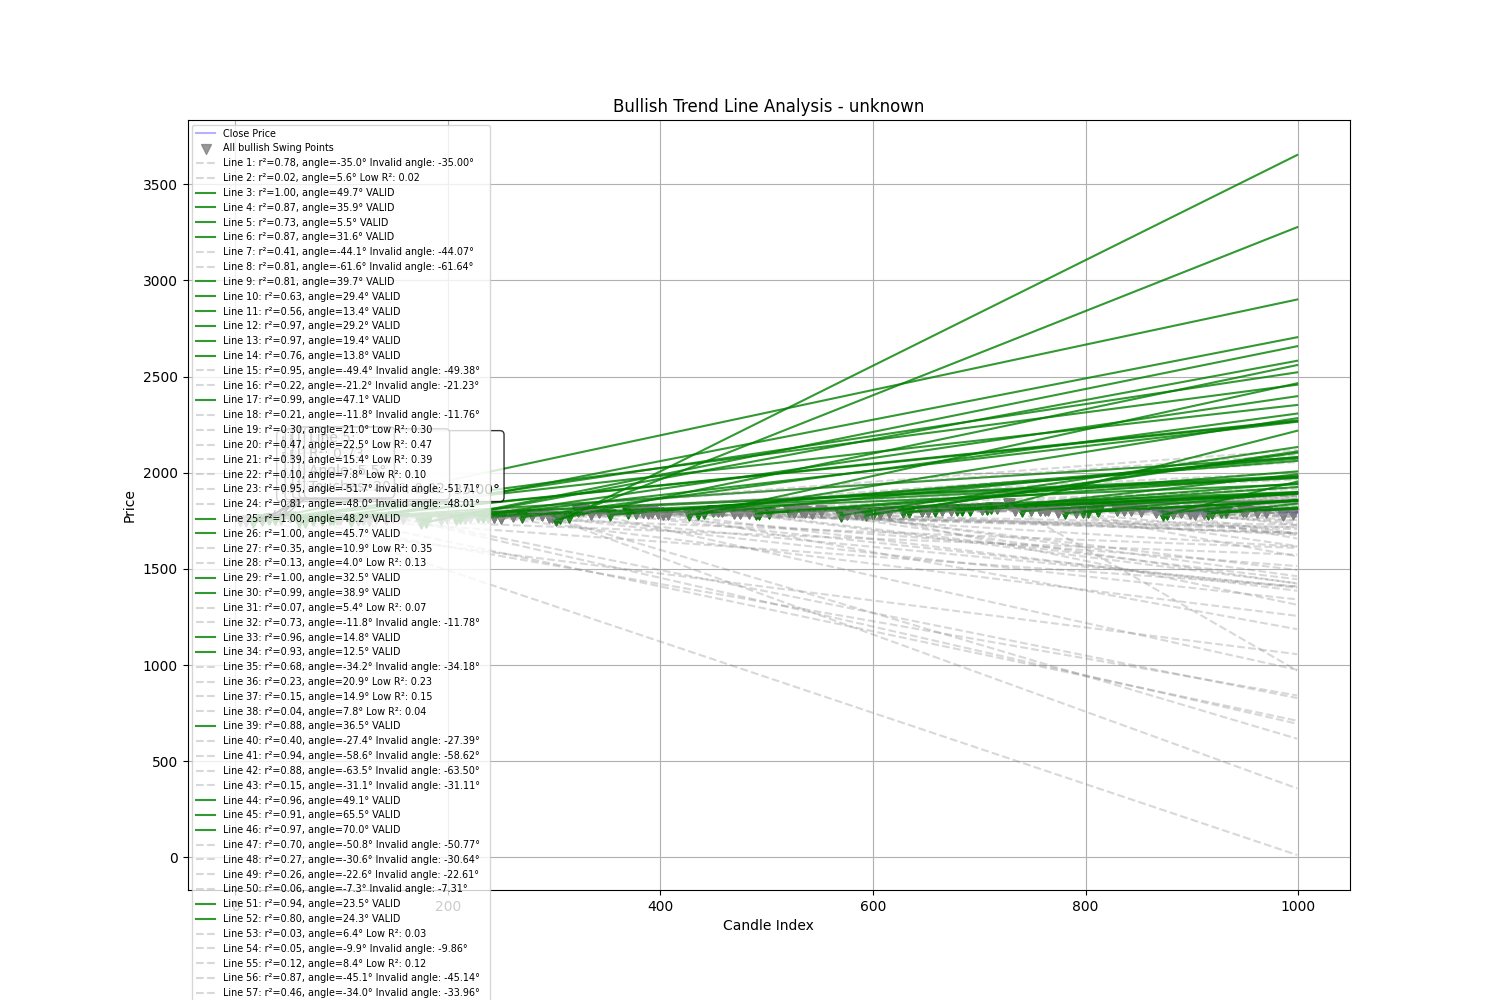 Bullish Trend Line Analysis - unknown
Close Price
All bullish Swing Points
Line 1: r²=0.78, angle=-35.0° Invalid angle: -35.00°
Line 2: r²=0.02, angle=5.6° Low R²: 0.02
Line 3: r²=1.00, angle=49.7° VALID
Line 4: r²=0.87, angle=35.9° VALID
Line 5: r²=0.73, angle=5.5° VALID
Line 6: r²=0.87, angle=31.6° VALID
Line 7: r²=0.41, angle=-44.1° Invalid angle: -44.07°
Line 8: r²=0.81, angle=-61.6° Invalid angle: -61.64°
Line 9: r²=0.81, angle=39.7° VALID
Line 10: r²=0.63, angle=29.4° VALID
Line 11: r²=0.56, angle=13.4° VALID
Line 12: r²=0.97, angle=29.2° VALID
Line 13: r²=0.97, angle=19.4° VALID
Line 14: r²=0.76, angle=13.8° VALID
Line 15: r²=0.95, angle=-49.4° Invalid angle: -49.38°
Line 16: r²=0.22, angle=-21.2° Invalid angle: -21.23°
Line 17: r²=0.99, angle=47.1° VALID
Line 18: r²=0.21, angle=-11.8° Invalid angle: -11.76°
Line 19: r²=0.30, angle=21.0° Low R²: 0.30
Line 20: r²=0.47, angle=22.5° Low R²: 0.47
Line 21: r²=0.39, angle=15.4° Low R²: 0.39
Line 22: r²=0.10, angle=7.8° Low R²: 0.10
Line 23: r²=0.95, angle=-51.7° Invalid angle: -51.71°
Line 24: r²=0.81, angle=-48.0° Invalid angle: -48.01°
Line 25: r²=1.00, angle=48.2° VALID
Line 26: r²=1.00, angle=45.7° VALID
Line 27: r²=0.35, angle=10.9° Low R²: 0.35
Line 28: r²=0.13, angle=4.0° Low R²: 0.13
Line 29: r²=1.00, angle=32.5° VALID
Line 30: r²=0.99, angle=38.9° VALID
Line 31: r²=0.07, angle=5.4° Low R²: 0.07
Line 32: r²=0.73, angle=-11.8° Invalid angle: -11.78°
Line 33: r²=0.96, angle=14.8° VALID
Line 34: r²=0.93, angle=12.5° VALID
Line 35: r²=0.68, angle=-34.2° Invalid angle: -34.18°
Line 36: r²=0.23, angle=20.9° Low R²: 0.23
Line 37: r²=0.15, angle=14.9° Low R²: 0.15
Line 38: r²=0.04, angle=7.8° Low R²: 0.04
Line 39: r²=0.88, angle=36.5° VALID
Line 40: r²=0.40, angle=-27.4° Invalid angle: -27.39°
Line 41: r²=0.94, angle=-58.6° Invalid angle: -58.62°
Line 42: r²=0.88, angle=-63.5° Invalid angle: -63.50°
Line 43: r²=0.15, angle=-31.1° Invalid angle: -31.11°
Line 44: r²=0.96, angle=49.1° VALID
Line 45: r²=0.91, angle=65.5° VALID
Line 46: r²=0.97, angle=70.0° VALID
Line 47: r²=0.70, angle=-50.8° Invalid angle: -50.77°
Line 48: r²=0.27, angle=-30.6° Invalid angle: -30.64°
Line 49: r²=0.26, angle=-22.6° Invalid angle: -22.61°
Line 50: r²=0.06, angle=-7.3° Invalid angle: -7.31°
Line 51: r²=0.94, angle=23.5° VALID
Line 52: r²=0.80, angle=24.3° VALID
Line 53: r²=0.03, angle=6.4° Low R²: 0.03
Line 54: r²=0.05, angle=-9.9° Invalid angle: -9.86°
Line 55: r²=0.12, angle=8.4° Low R²: 0.12
Line 56: r²=0.87, angle=-45.1° Invalid angle: -45.14°
Line 57: r²=0.46, angle=-34.0° Invalid angle: -33.96°
3500
3000
2500
2000
1500
1000
500
0
Price
200
400
600
800
1000
Candle Index